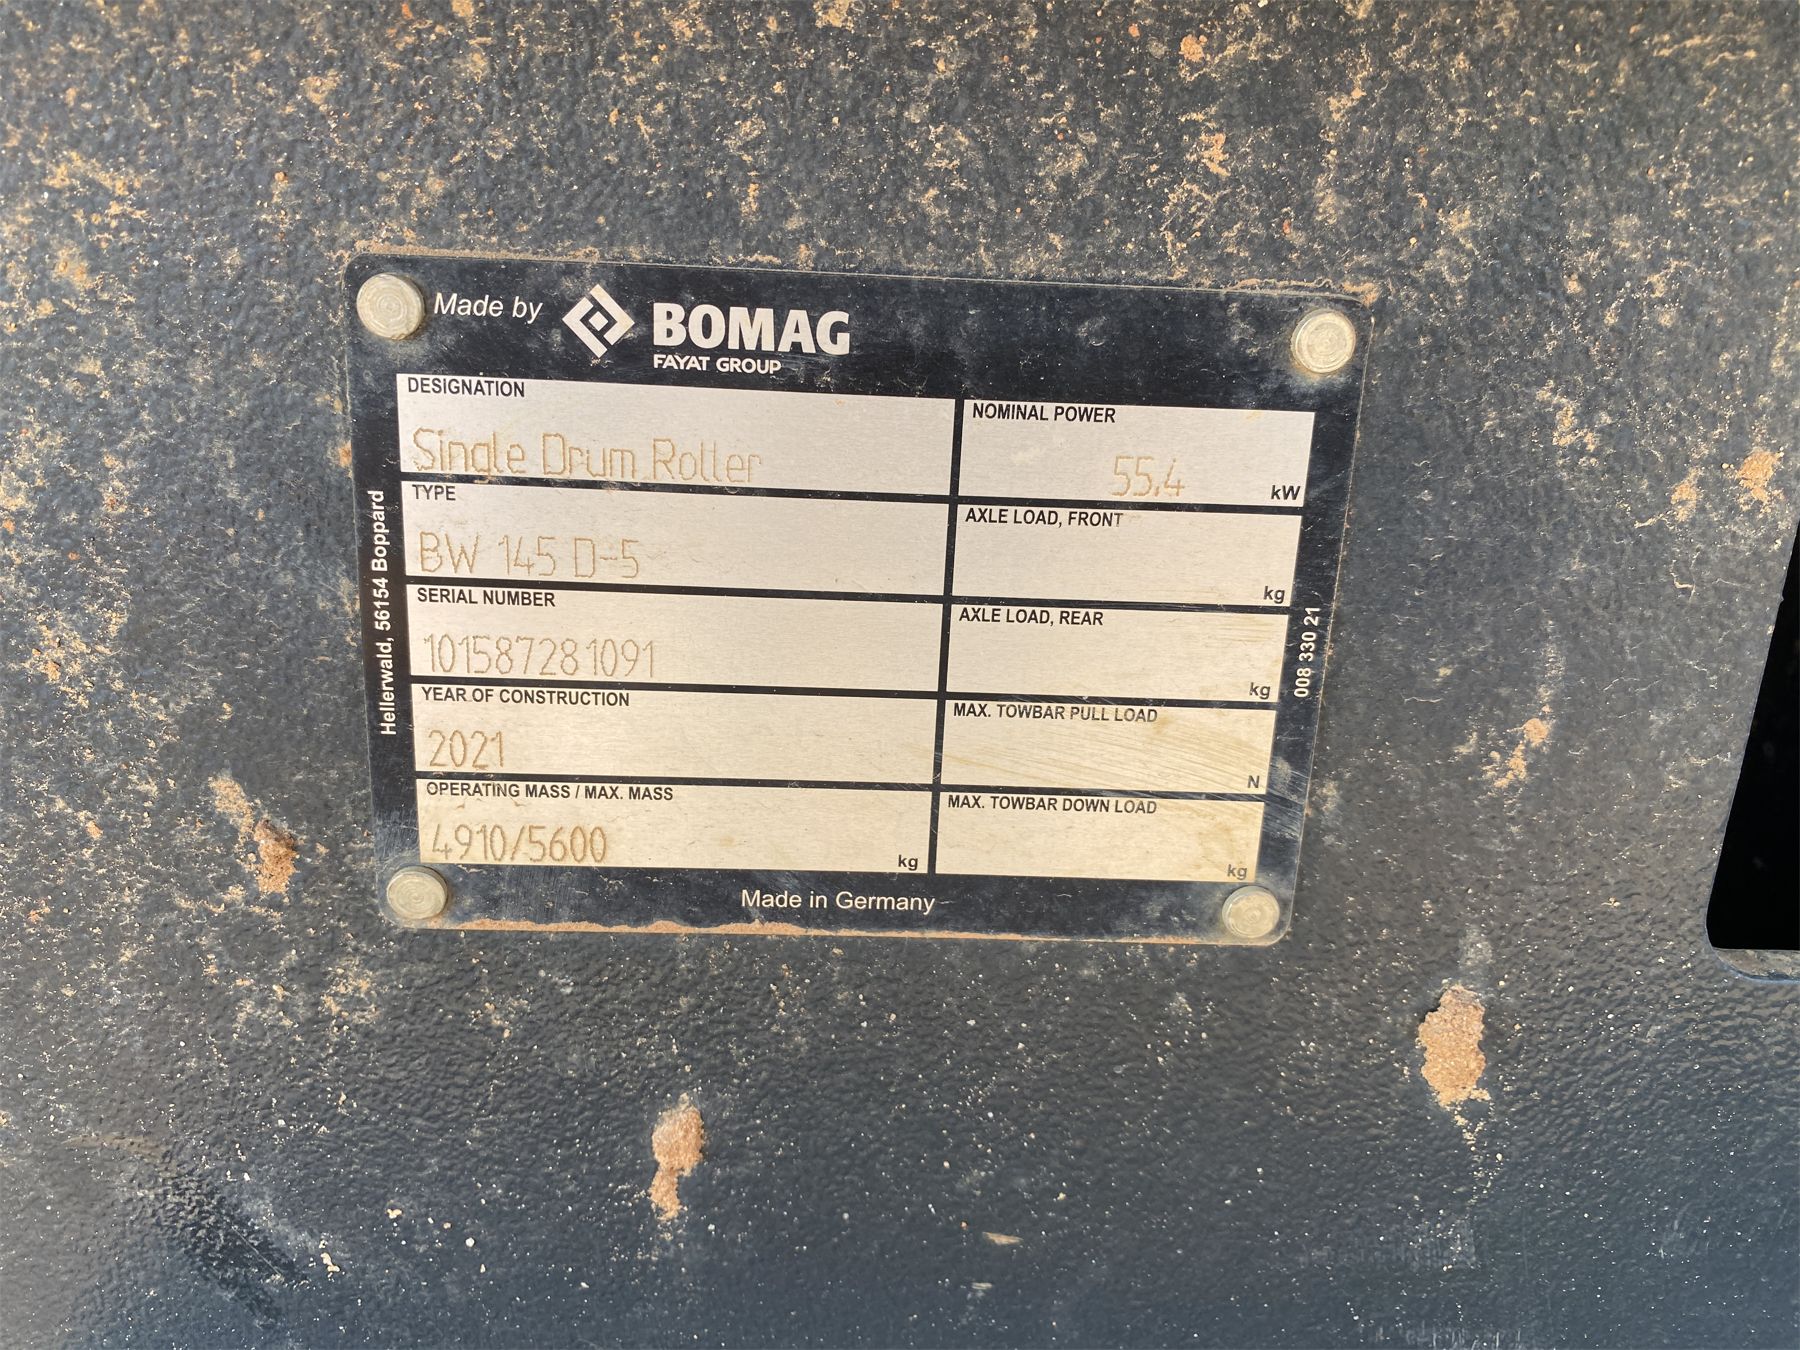 Made by BOMAG
FAYAT GROUP
DESIGNATION
Single Drum Roller
NOMINAL POWER
55,4 kW
TYPE
BW 145 D-5
AXLE LOAD, FRONT
kg
SERIAL NUMBER
101587281091
AXLE LOAD, REAR
kg
YEAR OF CONSTRUCTION
2021
MAX. TOWBAR PULL LOAD
N
OPERATING MASS / MAX. MASS
4910/5600 kg
MAX. TOWBAR DOWN LOAD
kg
Made in Germany
Hellerwald, 56154 Boppard
008 330 21